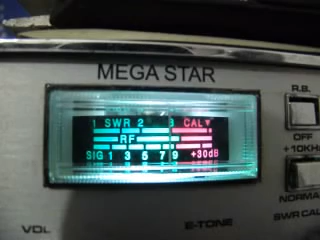 MEGA STAR
R.B.
1 SWR 2 3 CAL▼
RF
SIG 1 3 5 7 9 +30dB
OFF
+10KHz
NORMA
VOL
E-TONE
SWR CAL